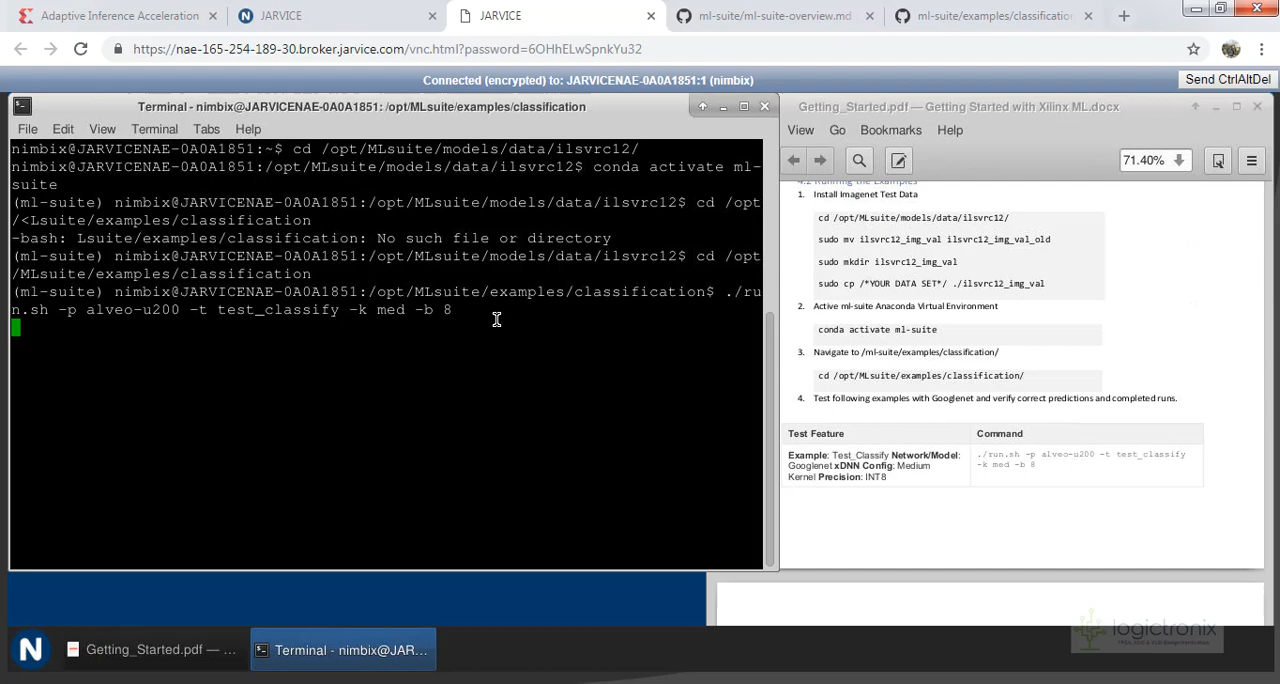 Adaptive Inference Acceleration
JARVICE
JARVICE
ml-suite/ml-suite-overview.md
ml-suite/examples/classification
https://nae-165-254-189-30.broker.jarvice.com/vnc.html?password=6OHhELwSpnkYu32
Connected (encrypted) to: JARVICENAE-0A0A1851:1 (nimbix)
Send CtrlAltDel
Terminal - nimbix@JARVICENAE-0A0A1851: /opt/MLsuite/examples/classification
File Edit View Terminal Tabs Help
nimbix@JARVICENAE-0A0A1851:~$ cd /opt/MLsuite/models/data/ilsvrc12/
nimbix@JARVICENAE-0A0A1851:/opt/MLsuite/models/data/ilsvrc12$ conda activate ml-
suite
(ml-suite) nimbix@JARVICENAE-0A0A1851:/opt/MLsuite/models/data/ilsvrc12$ cd /opt
/<Lsuite/examples/classification
-bash: Lsuite/examples/classification: No such file or directory
(ml-suite) nimbix@JARVICENAE-0A0A1851:/opt/MLsuite/models/data/ilsvrc12$ cd /opt
/MLsuite/examples/classification
(ml-suite) nimbix@JARVICENAE-0A0A1851:/opt/MLsuite/examples/classification$ ./ru
n.sh -p alveo-u200 -t test_classify -k med -b 8
Getting_Started.pdf — Getting Started with Xilinx ML.docx
View Go Bookmarks Help
71.40%
4.2 Running the Examples
1. Install Imagenet Test Data
cd /opt/MLsuite/models/data/ilsvrc12/
sudo mv ilsvrc12_img_val ilsvrc12_img_val_old
sudo mkdir ilsvrc12_img_val
sudo cp /*YOUR DATA SET*/ ./ilsvrc12_img_val
2. Active ml-suite Anaconda Virtual Environment
conda activate ml-suite
3. Navigate to /ml-suite/examples/classification/
cd /opt/MLsuite/examples/classification/
4. Test following examples with Googlenet and verify correct predictions and completed runs.
Test Feature Command
Example: Test_Classify Network/Model:
Googlenet xDNN Config: Medium
Kernel Precision: INT8
./run.sh -p alveo-u200 -t test_classify
-k med -b 8
logictronix
N
Getting_Started.pdf — ...
Terminal - nimbix@JAR...